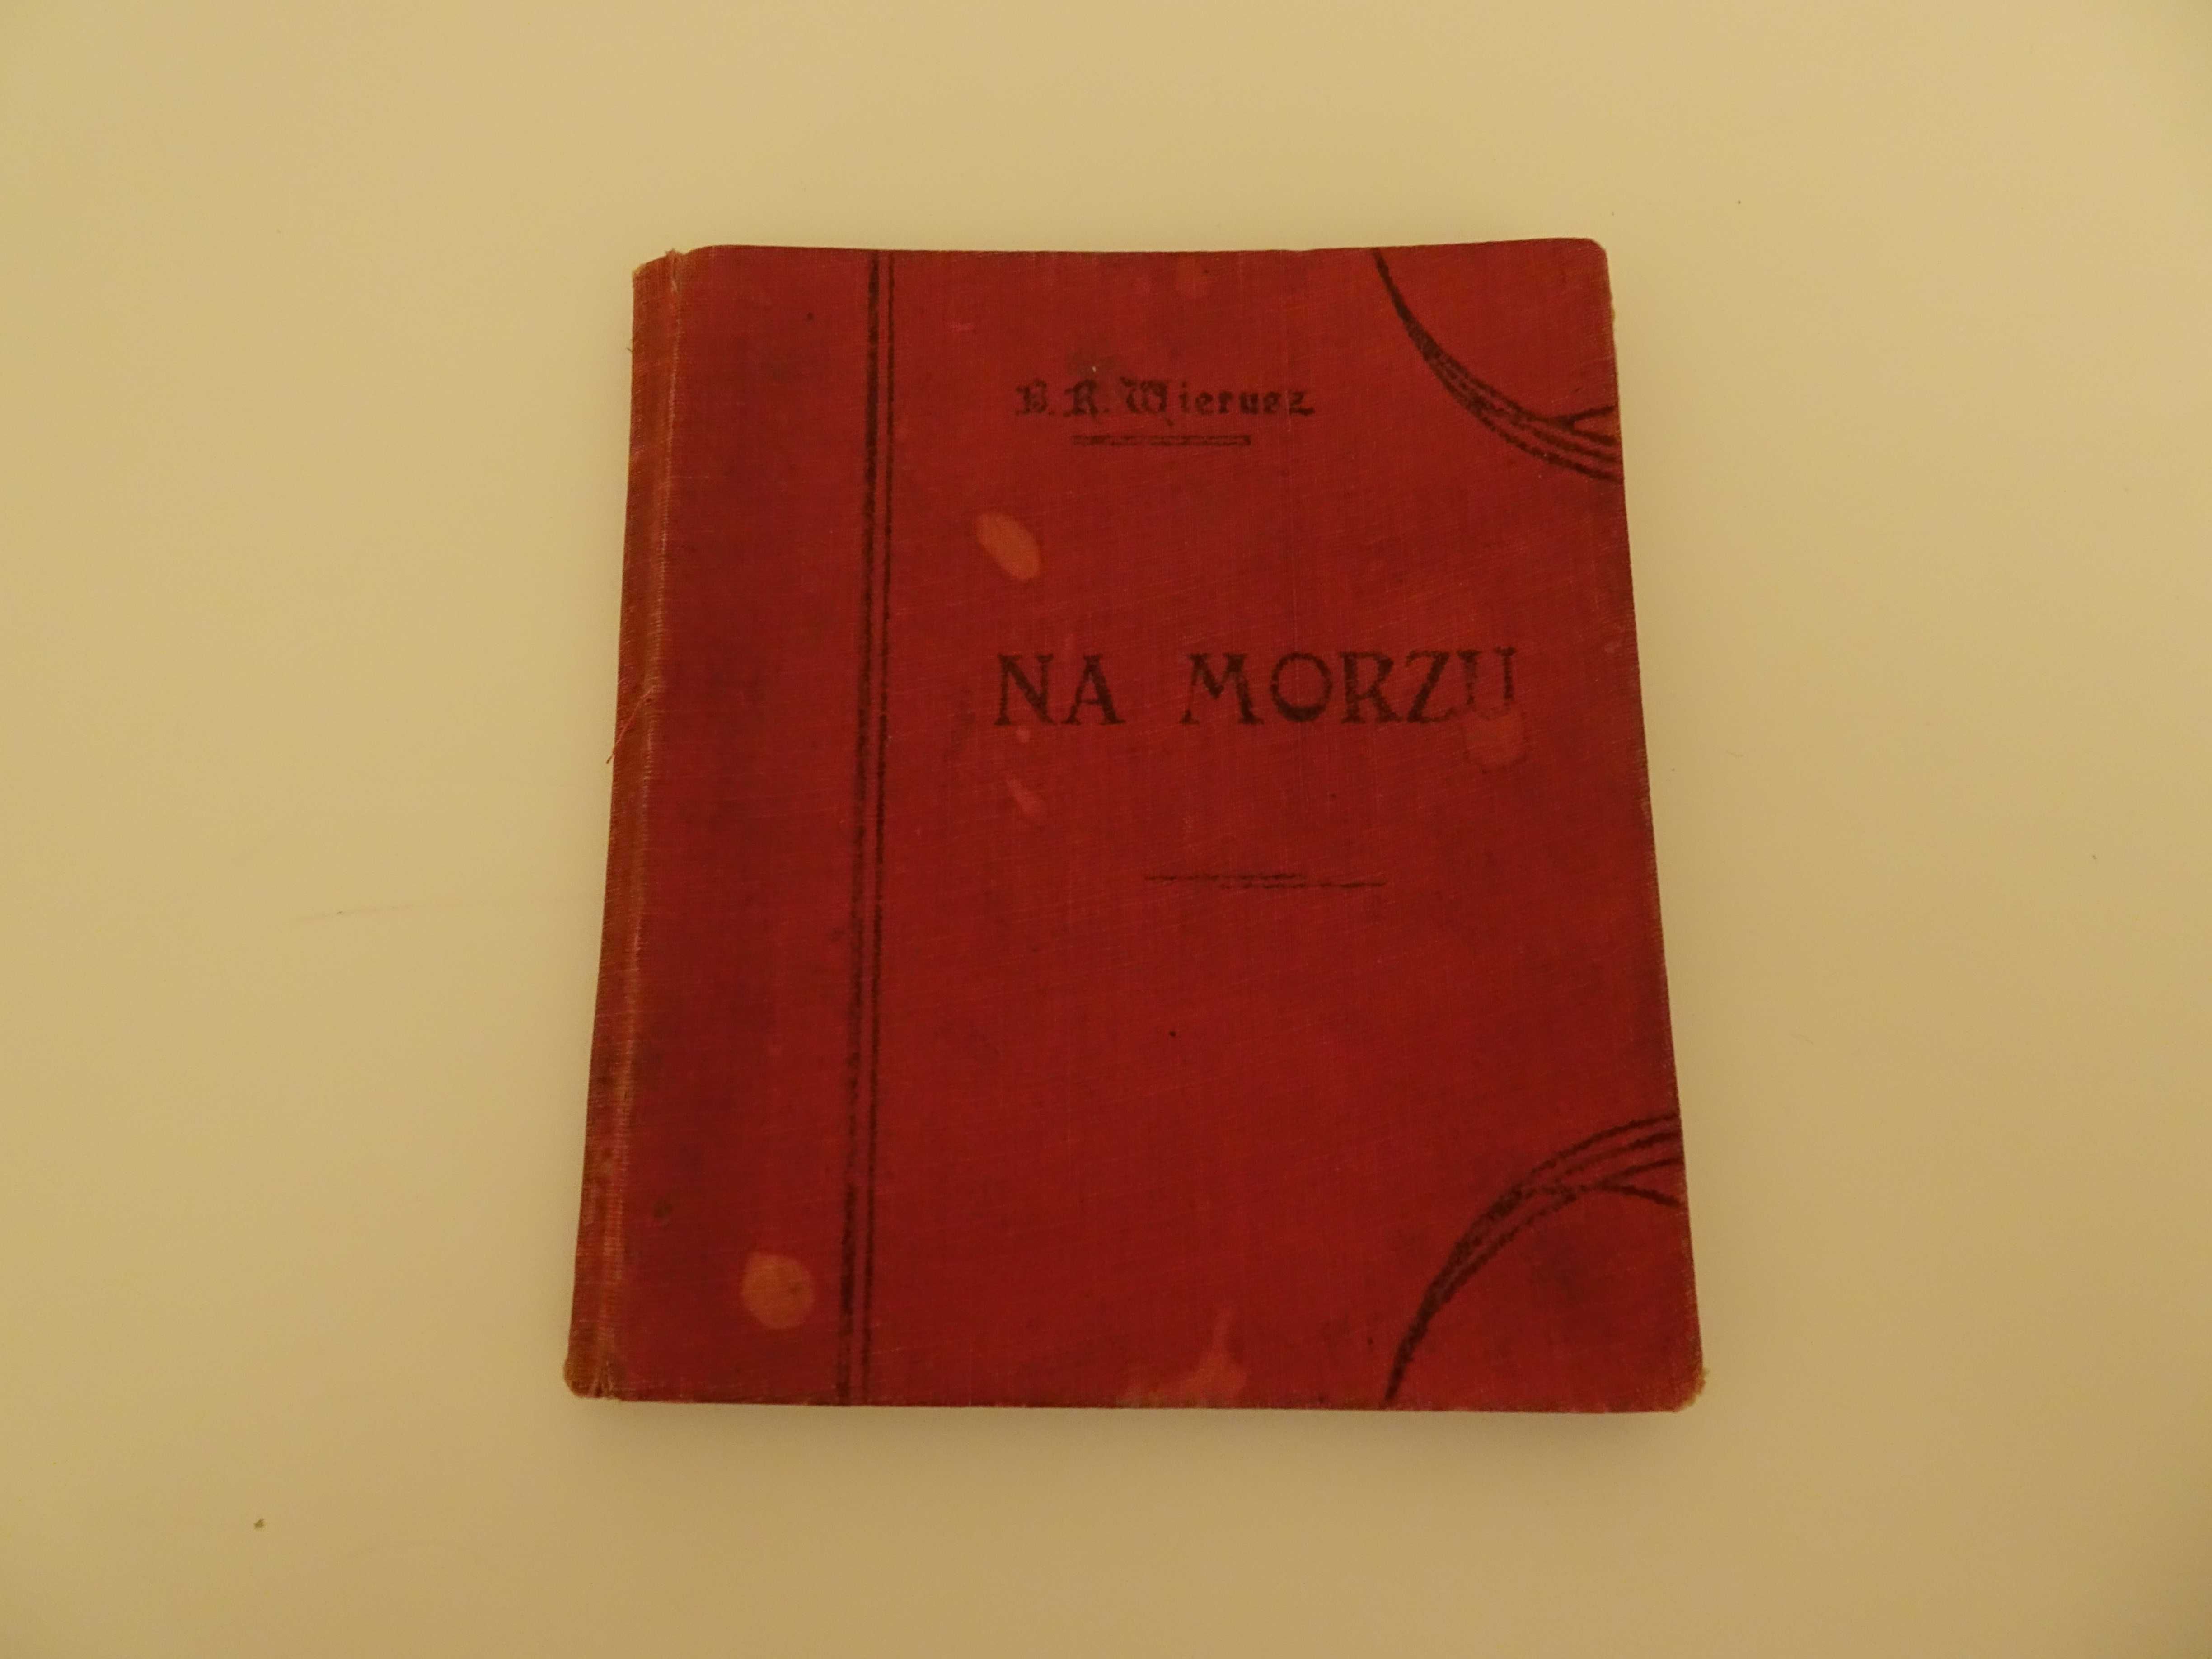 B. K. Wierusz
NA MORZU